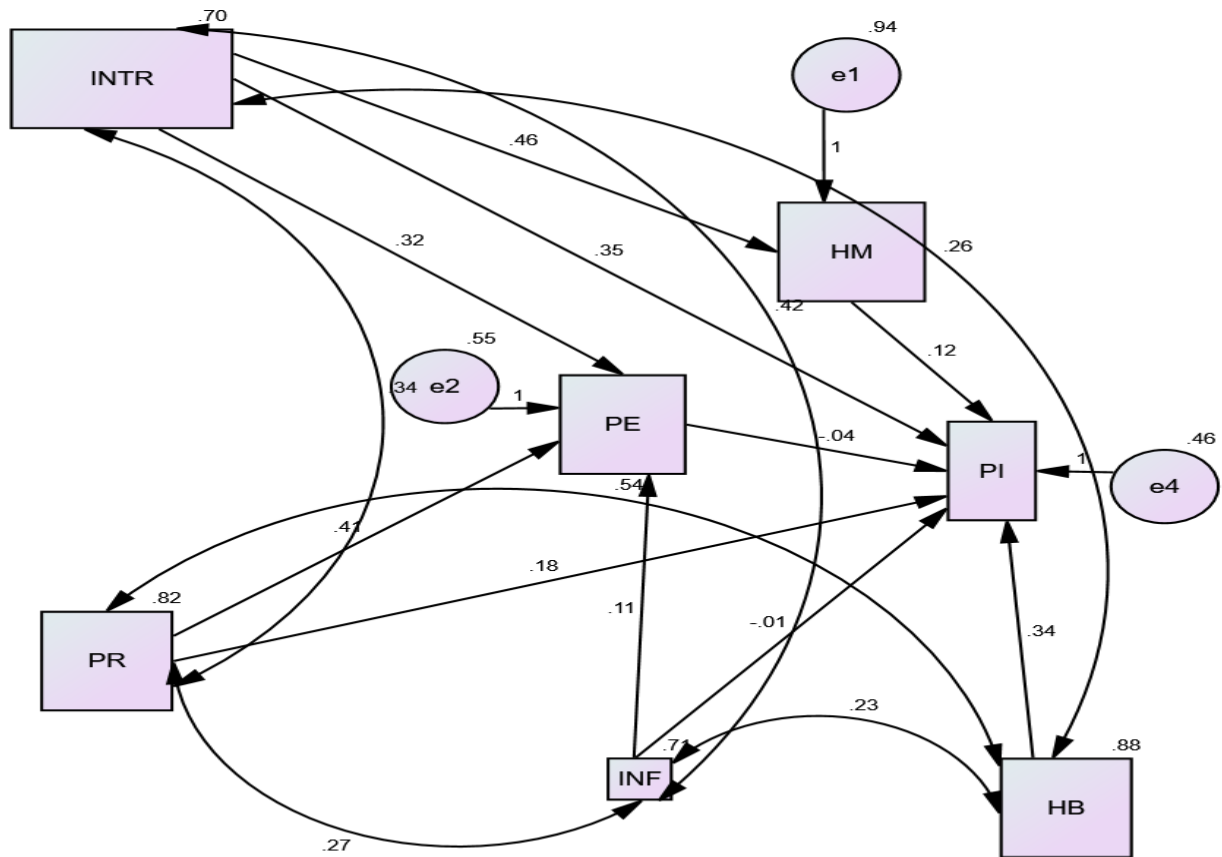 .70
INTR
.94
e1
1
.46
HM
.26
.32
.35
.42
.55
.12
.34
e2
1
PE
-.04
.46
PI
1
e4
.54
.41
.18
.82
.11
-.01
.34
PR
.23
.71
INF
.88
HB
.27